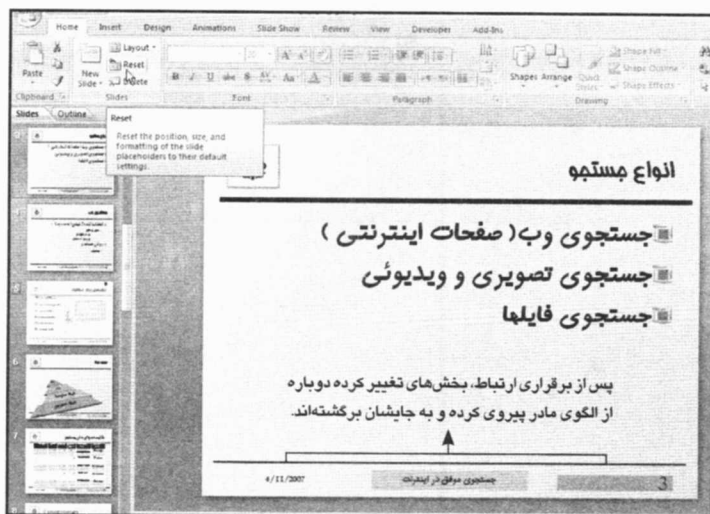 Home Insert Design Animations Slide Show Review View Developer Add-Ins
Paste
New Slide
Layout
Reset
Delete
Shapes Arrange Quick Styles
Shape Fill
Shape Outline
Shape Effects
Clipboard Slides Font Paragraph Drawing
Slides Outline
Reset
Reset the position, size, and
formatting of the slide
placeholders to their default
settings.
انواع جستجو
جستجوی وب( صفحات اینترنتی )
جستجوی تصویری و ویدیوئی
جستجوی فایلها
پس از برقراری ارتباط، بخش‌های تغییر کرده دوباره
از الگوی مادر پیروی کرده و به جایشان برگشته‌اند.
4/11/2007 جستجوی موفق در اینترنت 3
4
5
6
7